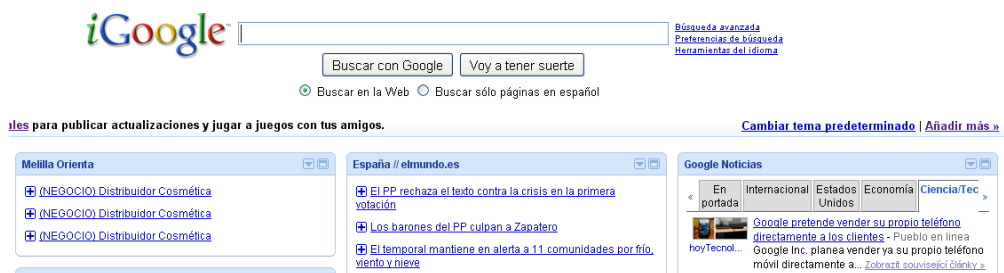 iGoogle™
Búsqueda avanzada
Preferencias de búsqueda
Herramientas del idioma
Buscar con Google
Voy a tener suerte
Buscar en la Web
Buscar sólo páginas en español
ales para publicar actualizaciones y jugar a juegos con tus amigos.
Cambiar tema predeterminado | Añadir más »
Melilla Orienta
(NEGOCIO) Distribuidor Cosmética
(NEGOCIO) Distribuidor Cosmética
(NEGOCIO) Distribuidor Cosmética
España // elmundo.es
El PP rechaza el texto contra la crisis en la primera
votación
Los barones del PP culpan a Zapatero
El temporal mantiene en alerta a 11 comunidades por frío,
viento y nieve
Google Noticias
« En portada Internacional Estados Unidos Economía Ciencia/Tec »
hoyTecnol...
Google pretende vender su propio teléfono
directamente a los clientes - Pueblo en linea
Google Inc. planea vender ya su propio teléfono
móvil directamente a... Zobrazit související články »